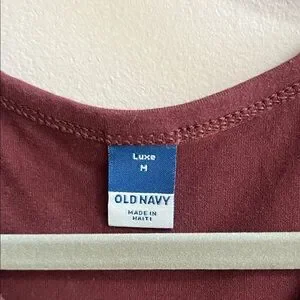 Luxe
M
OLD NAVY
MADE IN
HAITI